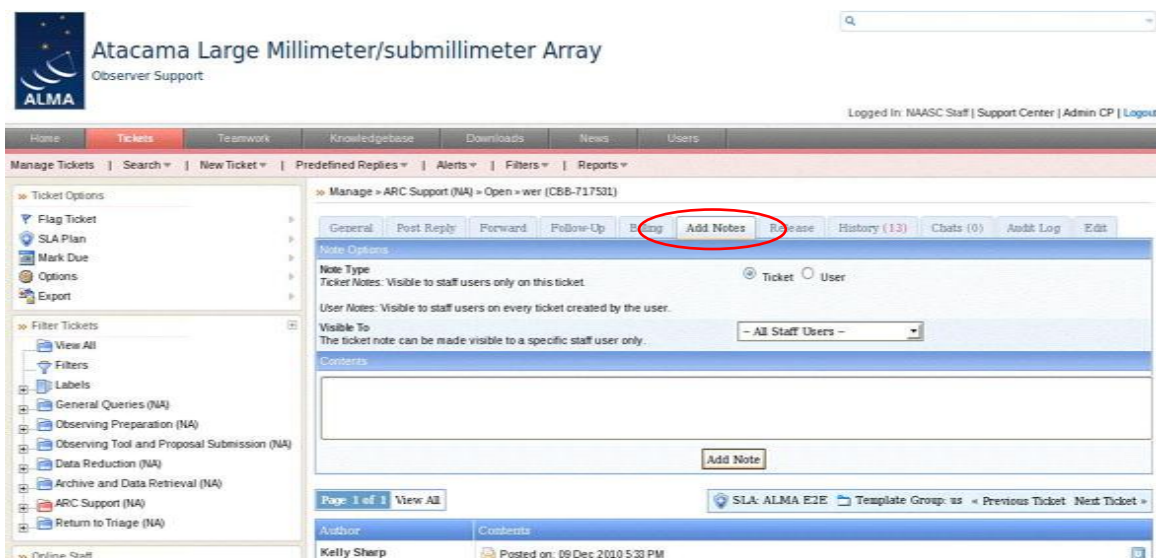 Atacama Large Millimeter/submillimeter Array
Observer Support
ALMA
Logged In: NAASC Staff | Support Center | Admin CP | Logout
Home Tickets Teamwork Knowledgebase Downloads News Users
Manage Tickets | Search | New Ticket | Predefined Replies | Alerts | Filters | Reports
» Ticket Options
Flag Ticket
SLA Plan
Mark Due
Options
Export
» Filter Tickets
View All
Filters
Labels
General Queries (NA)
Observing Preparation (NA)
Observing Tool and Proposal Submission (NA)
Data Reduction (NA)
Archive and Data Retrieval (NA)
ARC Support (NA)
Return to Triage (NA)
» Online Staff
» Manage » ARC Support (NA) » Open » wer (CBB-717531)
General Post Reply Forward Follow-Up Billing Add Notes Release History (13) Chats (0) Audit Log Edit
Note Options
Note Type
Ticket Notes: Visible to staff users only on this ticket.
Ticket User
User Notes: Visible to staff users on every ticket created by the user.
Visible To
The ticket note can be made visible to a specific staff user only.
- All Staff Users -
Contents
Add Note
Page 1 of 1 View All
SLA: ALMA E2E Template Group: us « Previous Ticket Next Ticket »
Author Contents
Kelly Sharp Posted on: 09 Dec 2010 5:33 PM